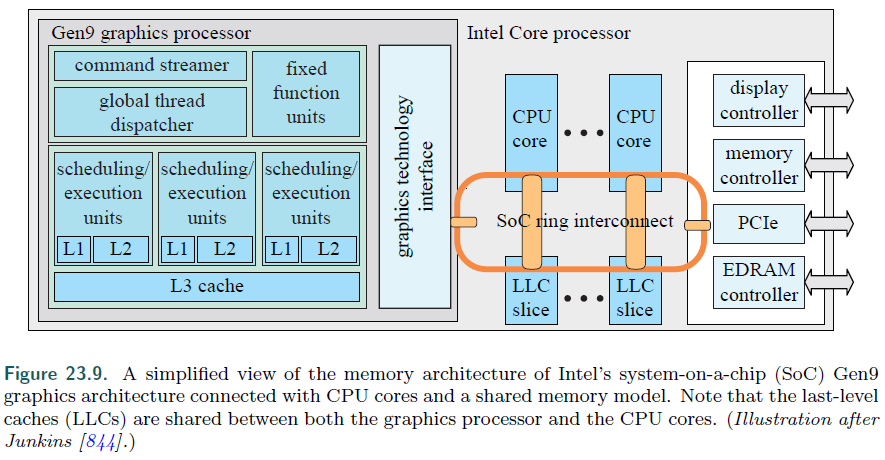 Gen9 graphics processor
command streamer
global thread
dispatcher
fixed
function
units
scheduling/
execution
units
L1
L2
scheduling/
execution
units
L1
L2
scheduling/
execution
units
L1
L2
L3 cache
graphics technology
interface
Intel Core processor
CPU
core
CPU
core
SoC ring interconnect
LLC
slice
LLC
slice
display
controller
memory
controller
PCIe
EDRAM
controller
Figure 23.9. A simplified view of the memory architecture of Intel's system-on-a-chip (SoC) Gen9
graphics architecture connected with CPU cores and a shared memory model. Note that the last-level
caches (LLCs) are shared between both the graphics processor and the CPU cores. (Illustration after
Junkins [844].)